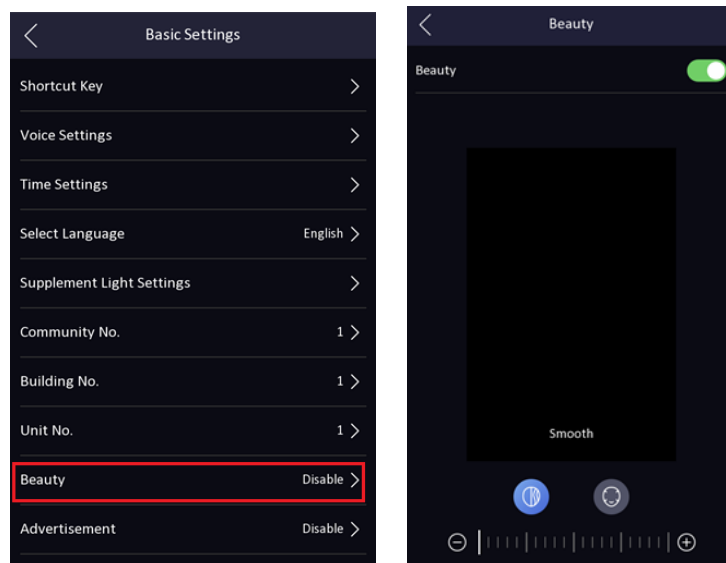 Basic Settings
Shortcut Key
Voice Settings
Time Settings
Select Language English
Supplement Light Settings
Community No. 1
Building No. 1
Unit No. 1
Beauty Disable
Advertisement Disable
Beauty
Beauty
Smooth